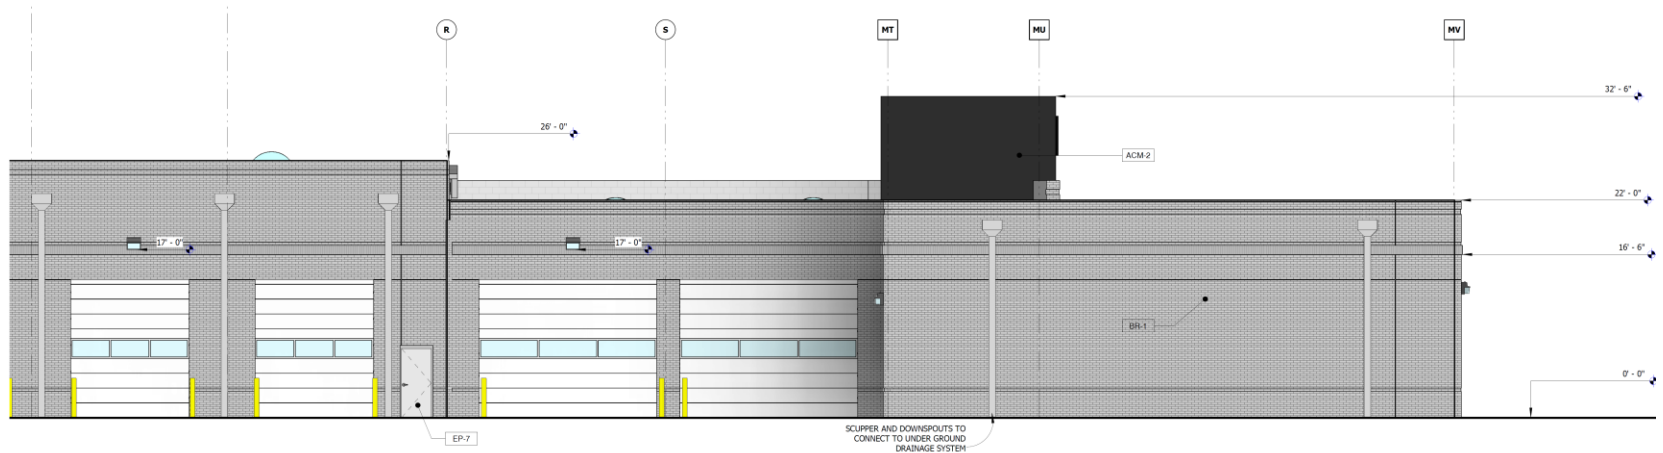 R
S
MT
MU
MV
32' - 6"
26' - 0"
ACM-2
22' - 0"
17' - 0"
17' - 0"
16' - 6"
BR-1
0' - 0"
EP-7
SCUPPER AND DOWNSPOUTS TO
CONNECT TO UNDER GROUND
DRAINAGE SYSTEM